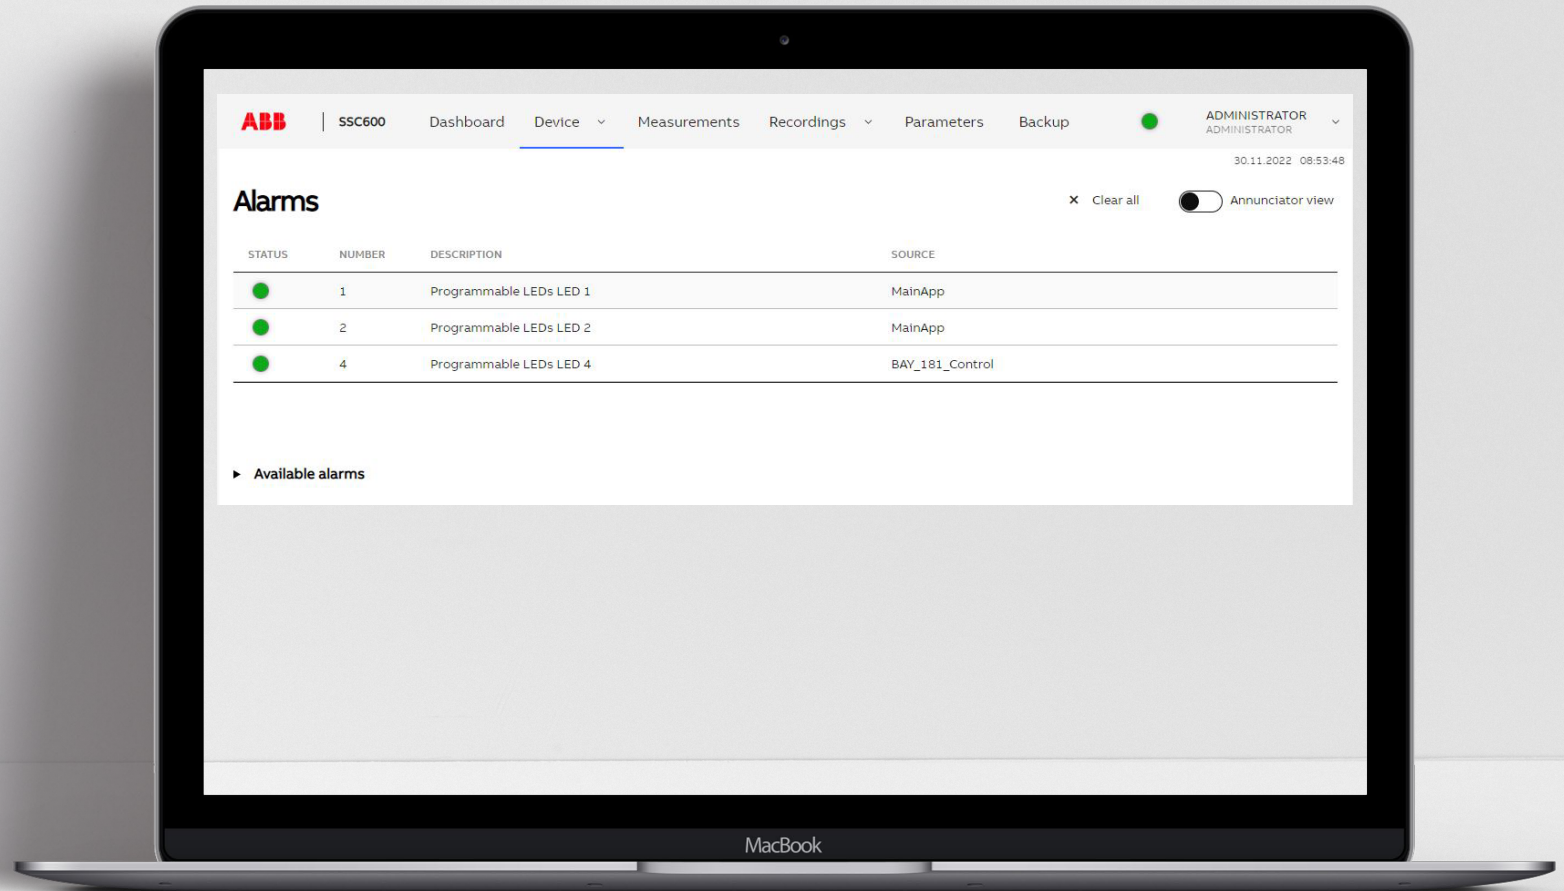 ABB SSC600 Dashboard Device Measurements Recordings Parameters Backup ADMINISTRATOR
ADMINISTRATOR
30.11.2022 08:53:48
Alarms × Clear all Annunciator view
STATUS NUMBER DESCRIPTION SOURCE
1 Programmable LEDs LED 1 MainApp
2 Programmable LEDs LED 2 MainApp
4 Programmable LEDs LED 4 BAY_181_Control
Available alarms
MacBook